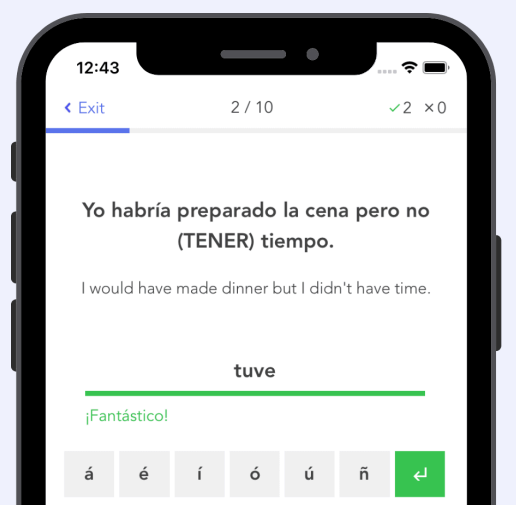 12:43
Exit
2 / 10
✓2 ×0
Yo habría preparado la cena pero no
(TENER) tiempo.
I would have made dinner but I didn't have time.
tuve
¡Fantástico!
á é í ó ú ñ